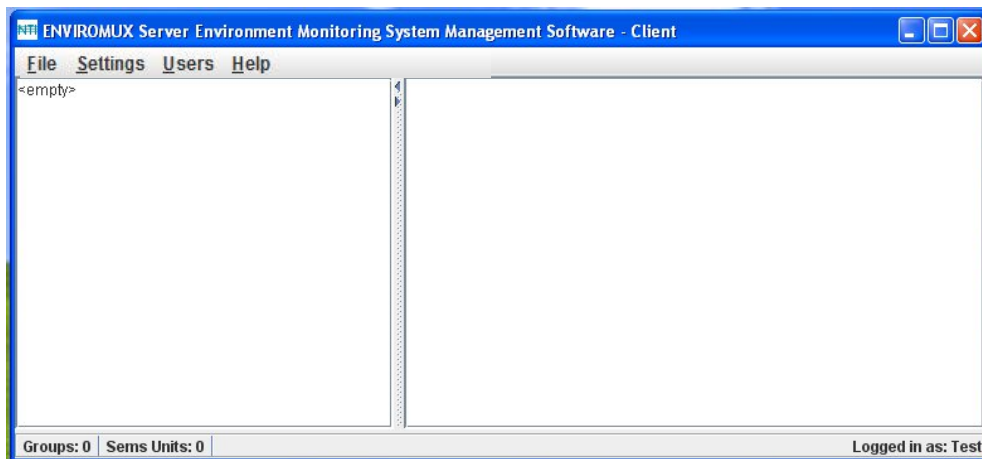 NTI ENVIROMUX Server Environment Monitoring System Management Software - Client
File Settings Users Help
<empty>
Groups: 0 Sems Units: 0 Logged in as: Test